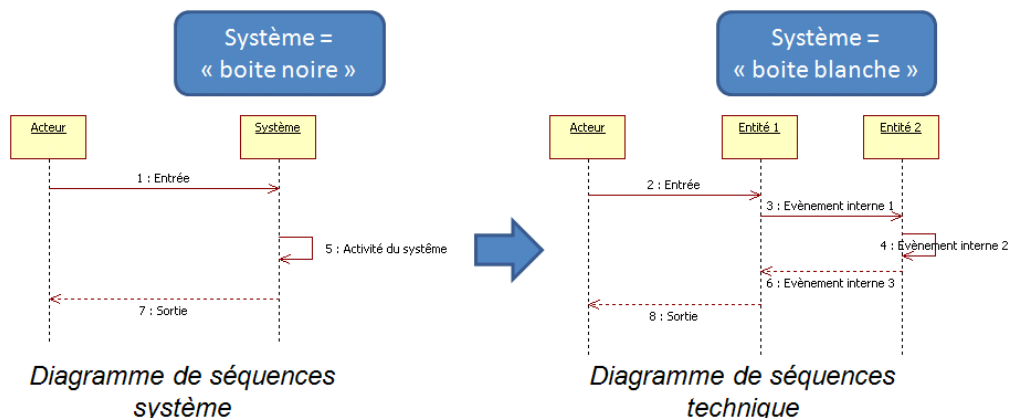 Système =
« boite noire »
Système =
« boite blanche »
Acteur
Système
Acteur
Entité 1
Entité 2
1 : Entrée
2 : Entrée
3 : Evènement interne 1
5 : Activité du systême
4 : Evènement interne 2
6 : Evènement interne 3
7 : Sortie
8 : Sortie
Diagramme de séquences
système
Diagramme de séquences
technique